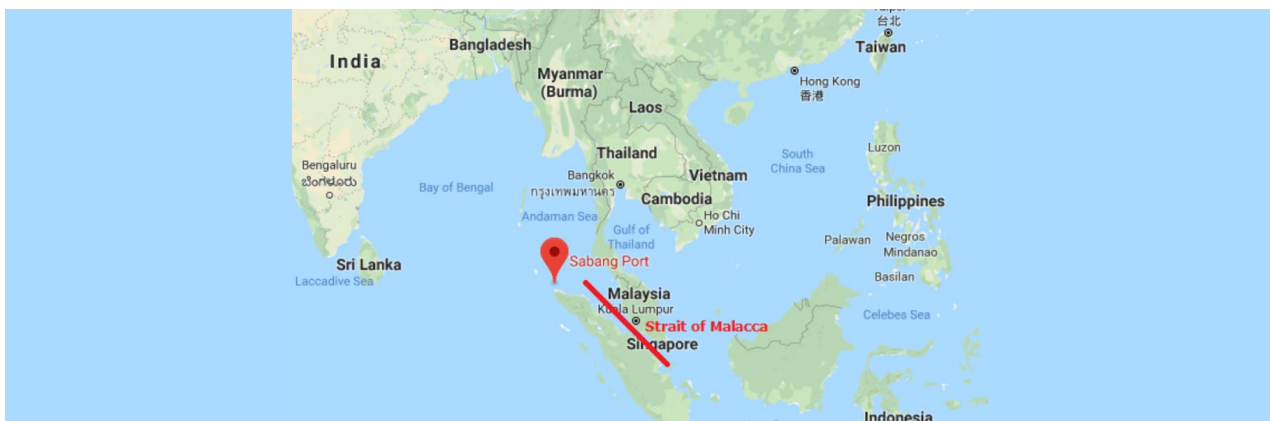 Taipei
台北
Taiwan
Bangladesh
India
Myanmar
(Burma)
Hong Kong
香港
Laos
Thailand
Luzon
South
China Sea
Bengaluru
Bangkok
กรุงเทพมหานคร
Vietnam
Bay of Bengal
Cambodia
Philippines
Andaman Sea
Ho Chi
Minh City
Gulf of
Thailand
Palawan
Negros
Mindanao
Sabang Port
Sri Lanka
Laccadive Sea
Basilan
Malaysia
Kuala Lumpur
Celebes Sea
Strait of Malacca
Singapore
Indonesia